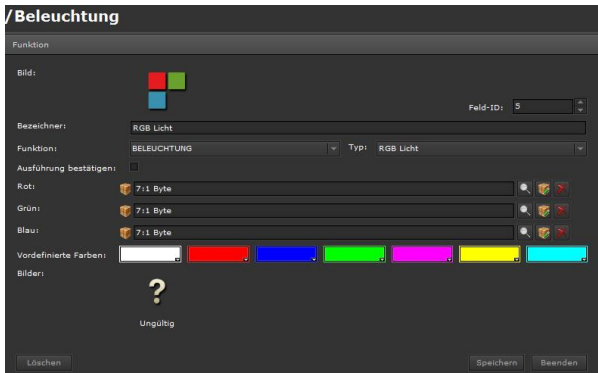 /Beleuchtung
Funktion
Bild:
Feld-ID: 5
Bezeichner: RGB Licht
Funktion: BELEUCHTUNG Typ: RGB Licht
Ausführung bestätigen:
Rot: 7:1 Byte
Grün: 7:1 Byte
Blau: 7:1 Byte
Vordefinierte Farben:
Bilder:
?
Ungültig
Löschen Speichern Beenden